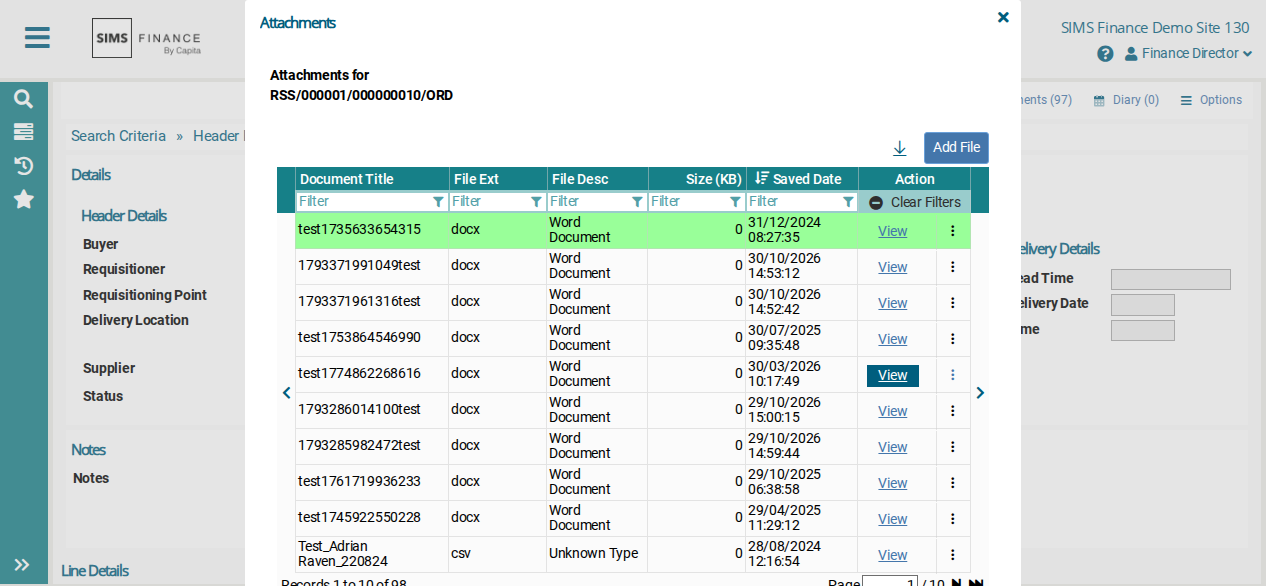 Attachments
SIMS FINANCE
By Capita
SIMS Finance Demo Site 130
Finance Director
Attachments for
RSS/000001/000000010/ORD
(97) Diary (0) Options
Search Criteria » Header
Add File
Details
Header Details
Buyer
Requisitioner
Requisitioning Point
Delivery Location
Supplier
Status
Notes
Notes
Line Details
Document Title File Ext File Desc Size (KB) Saved Date Action
Filter Filter Filter Filter Filter Clear Filters
test1735633654315 docx Word Document 0 31/12/2024 08:27:35 View
1793371991049test docx Word Document 0 30/10/2026 14:53:12 View
1793371961316test docx Word Document 0 30/10/2026 14:52:42 View
test1753864546990 docx Word Document 0 30/07/2025 09:35:48 View
test1774862268616 docx Word Document 0 30/03/2026 10:17:49 View
1793286014100test docx Word Document 0 29/10/2026 15:00:15 View
1793285982472test docx Word Document 0 29/10/2026 14:59:44 View
test1761719936233 docx Word Document 0 29/10/2025 06:38:58 View
test1745922550228 docx Word Document 0 29/04/2025 11:29:12 View
Test_Adrian Raven_220824 csv Unknown Type 0 28/08/2024 12:16:54 View
Records 1 to 10 of 98
Page 1 / 10
Details
Time
Date